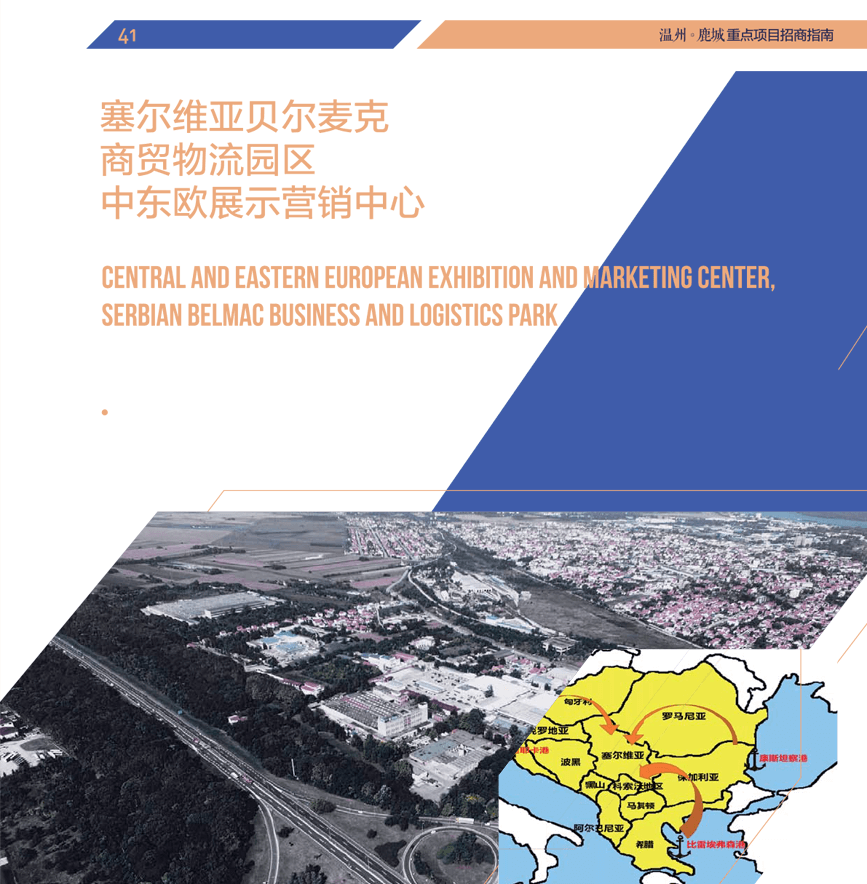 41
温州。鹿城 重点项目招商指南
塞尔维亚贝尔麦克
商贸物流园区
中东欧展示营销中心
CENTRAL AND EASTERN EUROPEAN EXHIBITION AND MARKETING CENTER,
SERBIAN BELMAC BUSINESS AND LOGISTICS PARK
匈牙利
罗马尼亚
克罗地亚
卡港
塞尔维亚
康斯坦察港
波黑
保加利亚
黑山
科索沃地区
马其顿
阿尔巴尼亚
希腊
比雷埃弗森港